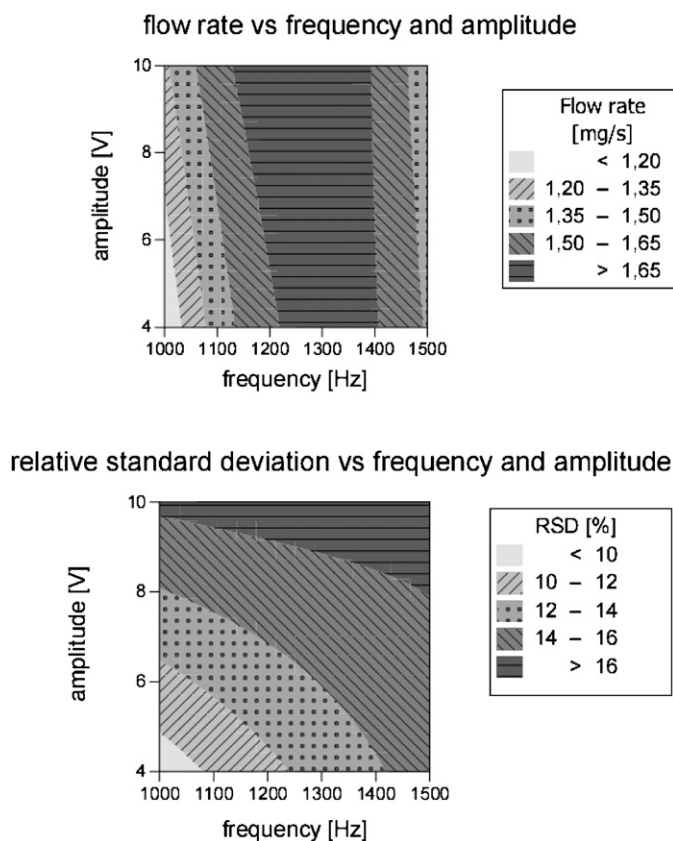 flow rate vs frequency and amplitude
10
8
6
4
amplitude [V]
1000 1100 1200 1300 1400 1500
frequency [Hz]
Flow rate
[mg/s]
< 1,20
1,20 – 1,35
1,35 – 1,50
1,50 – 1,65
> 1,65
relative standard deviation vs frequency and amplitude
10
8
6
4
amplitude [V]
1000 1100 1200 1300 1400 1500
frequency [Hz]
RSD [%]
< 10
10 – 12
12 – 14
14 – 16
> 16